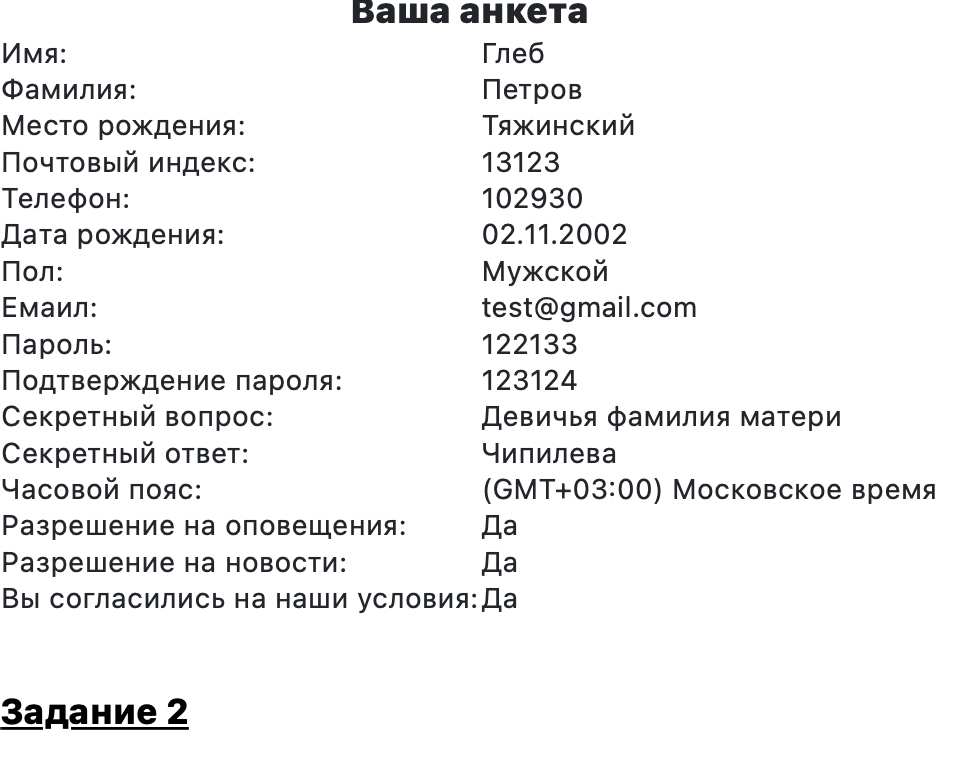 Ваша анкета
Имя: Глеб
Фамилия: Петров
Место рождения: Тяжинский
Почтовый индекс: 13123
Телефон: 102930
Дата рождения: 02.11.2002
Пол: Мужской
Емаил: test@gmail.com
Пароль: 122133
Подтверждение пароля: 123124
Секретный вопрос: Девичья фамилия матери
Секретный ответ: Чипилева
Часовой пояс: (GMT+03:00) Московское время
Разрешение на оповещения: Да
Разрешение на новости: Да
Вы согласились на наши условия: Да
Задание 2